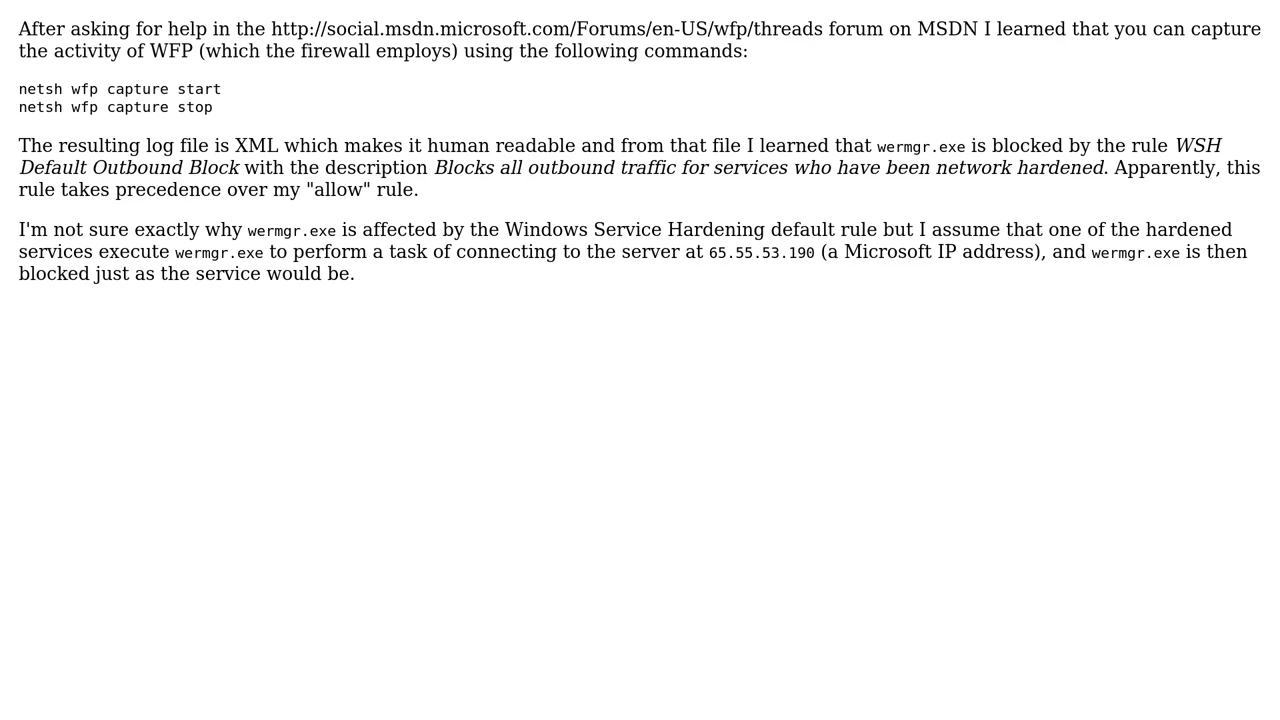 After asking for help in the http://social.msdn.microsoft.com/Forums/en-US/wfp/threads forum on MSDN I learned that you can capture
the activity of WFP (which the firewall employs) using the following commands:
netsh wfp capture start
netsh wfp capture stop
The resulting log file is XML which makes it human readable and from that file I learned that wermgr.exe is blocked by the rule WSH
Default Outbound Block with the description Blocks all outbound traffic for services who have been network hardened. Apparently, this
rule takes precedence over my "allow" rule.
I'm not sure exactly why wermgr.exe is affected by the Windows Service Hardening default rule but I assume that one of the hardened
services execute wermgr.exe to perform a task of connecting to the server at 65.55.53.190 (a Microsoft IP address), and wermgr.exe is then
blocked just as the service would be.